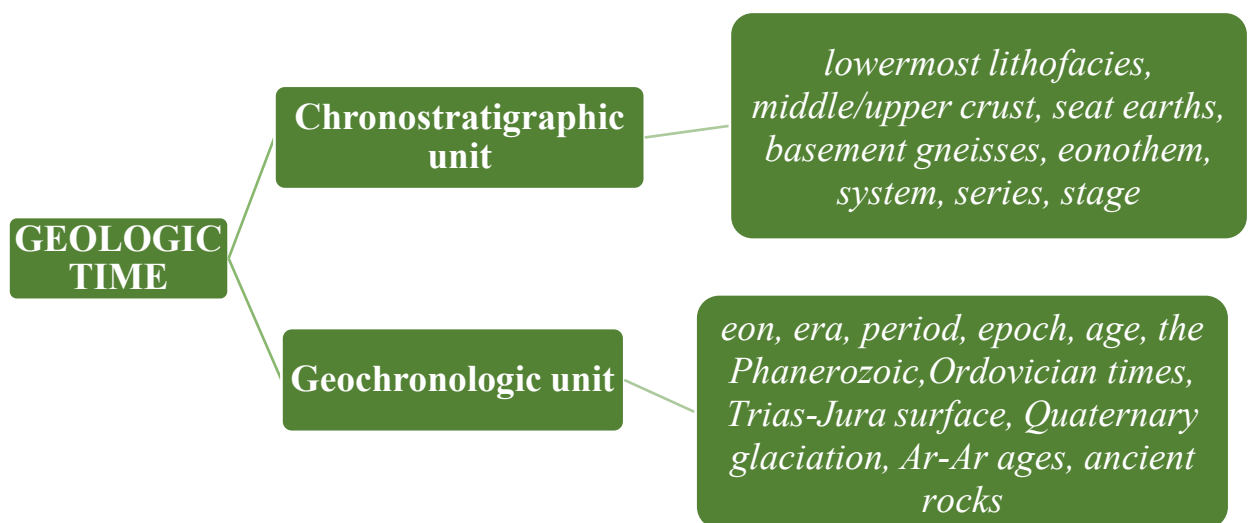 GEOLOGIC
TIME
Chronostratigraphic
unit
lowermost lithofacies,
middle/upper crust, seat earths,
basement gneisses, eonothem,
system, series, stage
Geochronologic unit
eon, era, period, epoch, age, the
Phanerozoic,Ordovician times,
Trias-Jura surface, Quaternary
glaciation, Ar-Ar ages, ancient
rocks